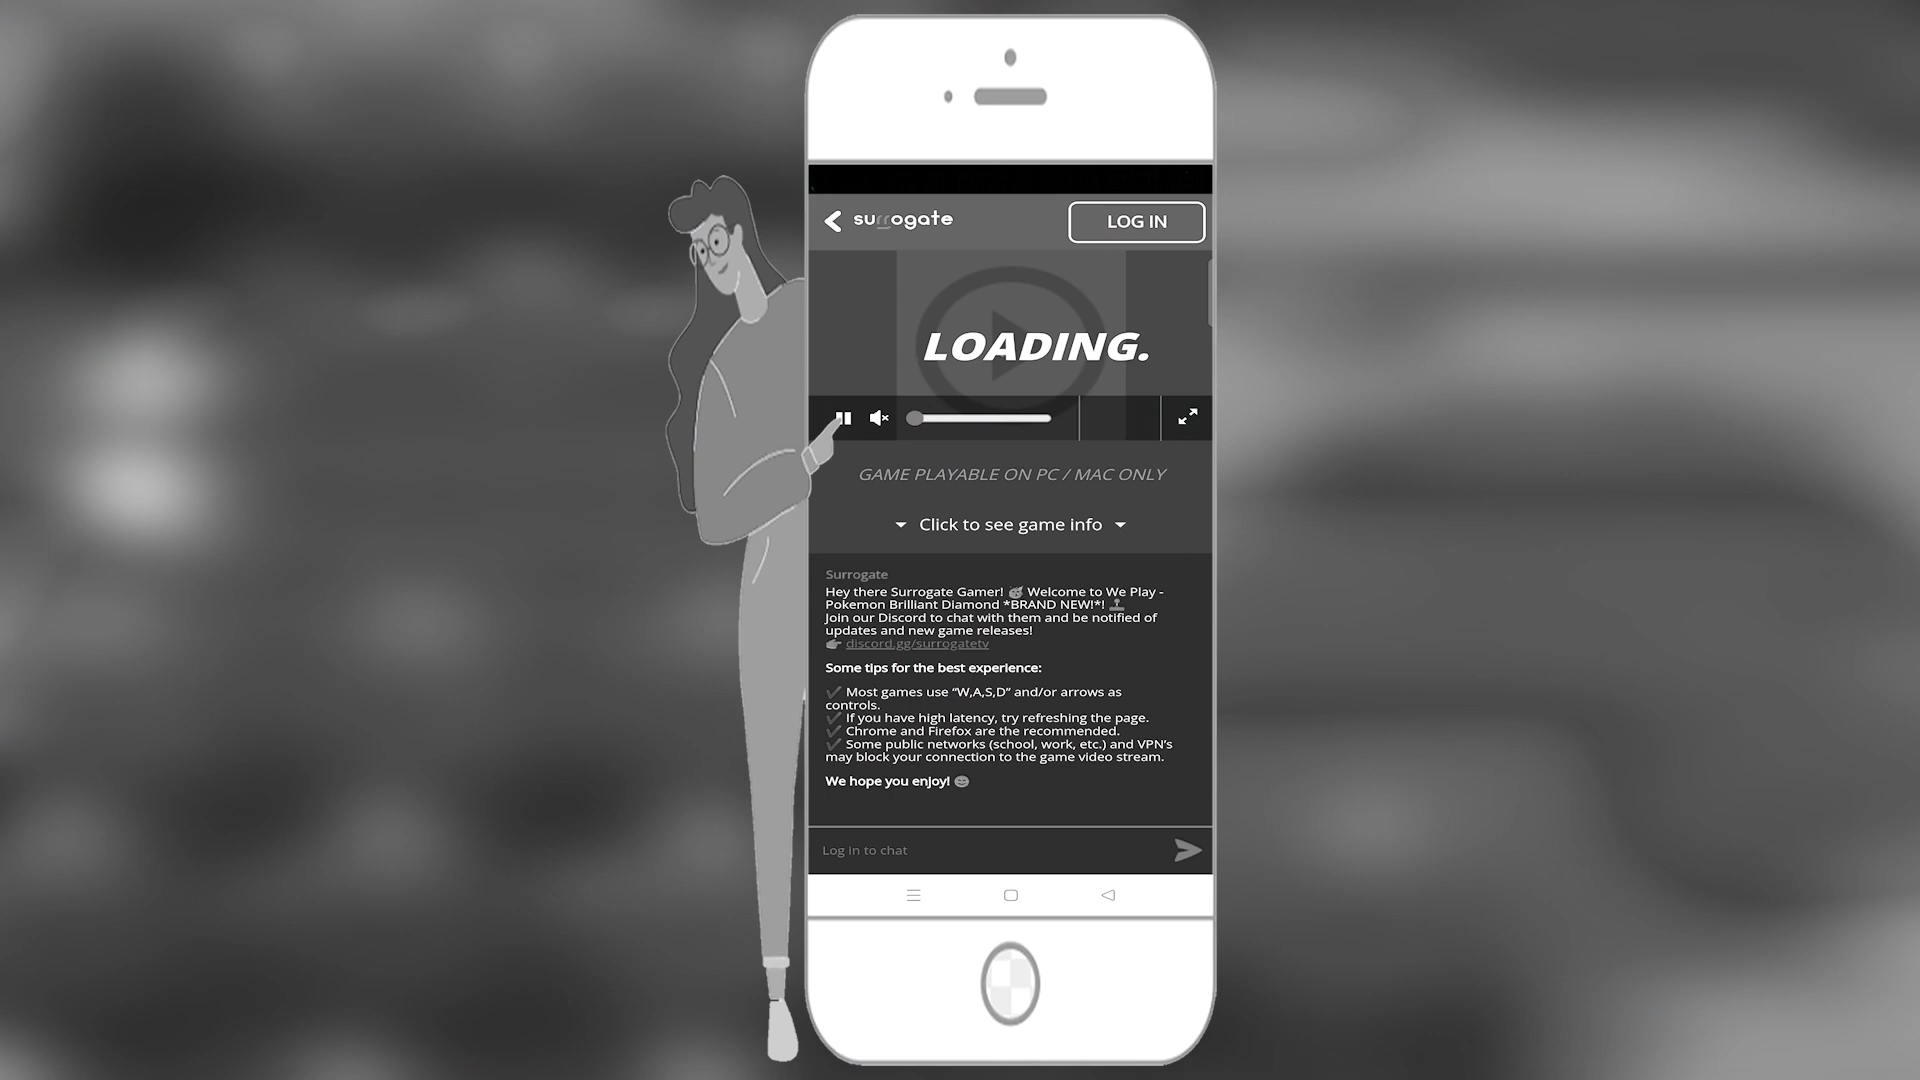 surrogate
LOG IN
LOADING.
GAME PLAYABLE ON PC / MAC ONLY
Click to see game info
Surrogate
Hey there Surrogate Gamer! Welcome to We Play -
Pokemon Brilliant Diamond *BRAND NEW!*!
Join our Discord to chat with them and be notified of
updates and new game releases!
discord.gg/surrogatetv
Some tips for the best experience:
✔ Most games use “W,A,S,D” and/or arrows as
controls.
✔ If you have high latency, try refreshing the page.
✔ Chrome and Firefox are the recommended.
✔ Some public networks (school, work, etc.) and VPN’s
may block your connection to the game video stream.
We hope you enjoy! 😊
Log in to chat